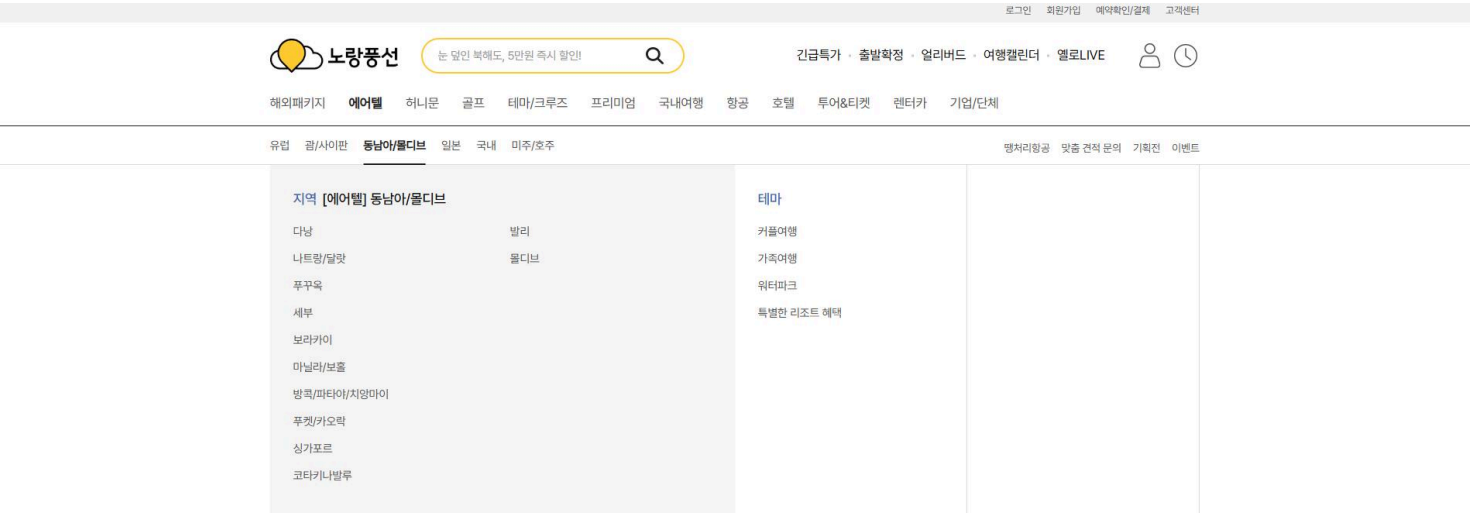 로그인 회원가입 예약확인/결제 고객센터
노랑풍선 눈 덮인 북해도, 5만원 즉시 할인! 긴급특가 · 출발확정 · 얼리버드 · 여행캘린더 · 옐로LIVE
해외패키지 에어텔 허니문 골프 테마/크루즈 프리미엄 국내여행 항공 호텔 투어&티켓 렌터카 기업/단체
유럽 괌/사이판 동남아/몰디브 일본 국내 미주/호주 땡처리항공 맞춤 견적 문의 기획전 이벤트
지역 [에어텔] 동남아/몰디브
다낭
나트랑/달랏
푸꾸옥
세부
보라카이
마닐라/보홀
방콕/파타야/치앙마이
푸켓/카오락
싱가포르
코타키나발루
발리
몰디브
테마
커플여행
가족여행
워터파크
특별한 리조트 혜택